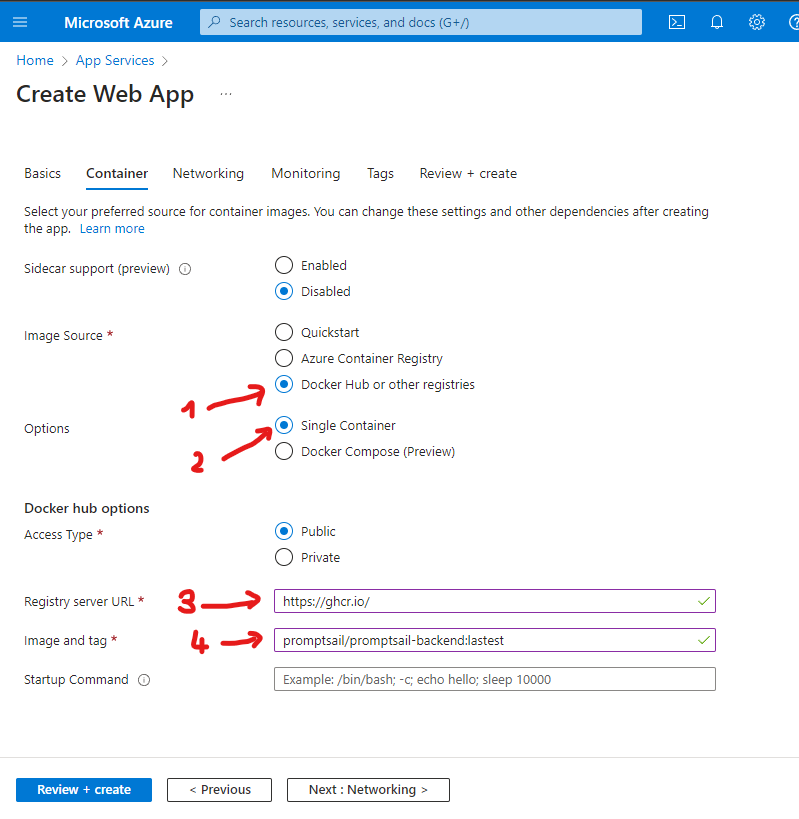 Microsoft Azure
Search resources, services, and docs (G+/)
Home > App Services >
Create Web App ...
Basics Container Networking Monitoring Tags Review + create
Select your preferred source for container images. You can change these settings and other dependencies after creating
the app. Learn more
Sidecar support (preview)
Enabled
Disabled
Image Source *
Quickstart
Azure Container Registry
Docker Hub or other registries
1
Options
Single Container
2
Docker Compose (Preview)
Docker hub options
Access Type *
Public
Private
Registry server URL * 3 https://ghcr.io/
Image and tag * 4 promptsail/promptsail-backend:lastest
Startup Command Example: /bin/bash; -c; echo hello; sleep 10000
Review + create < Previous Next : Networking >